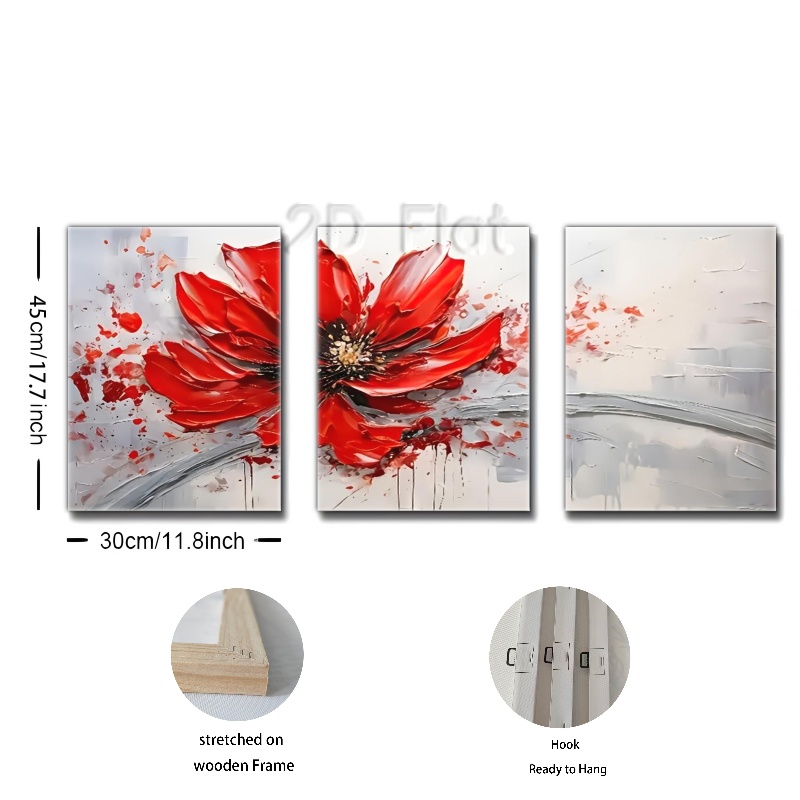 2D Flat
45cm/17.7inch
30cm/11.8inch
stretched on
wooden Frame
Hook
Ready to Hang